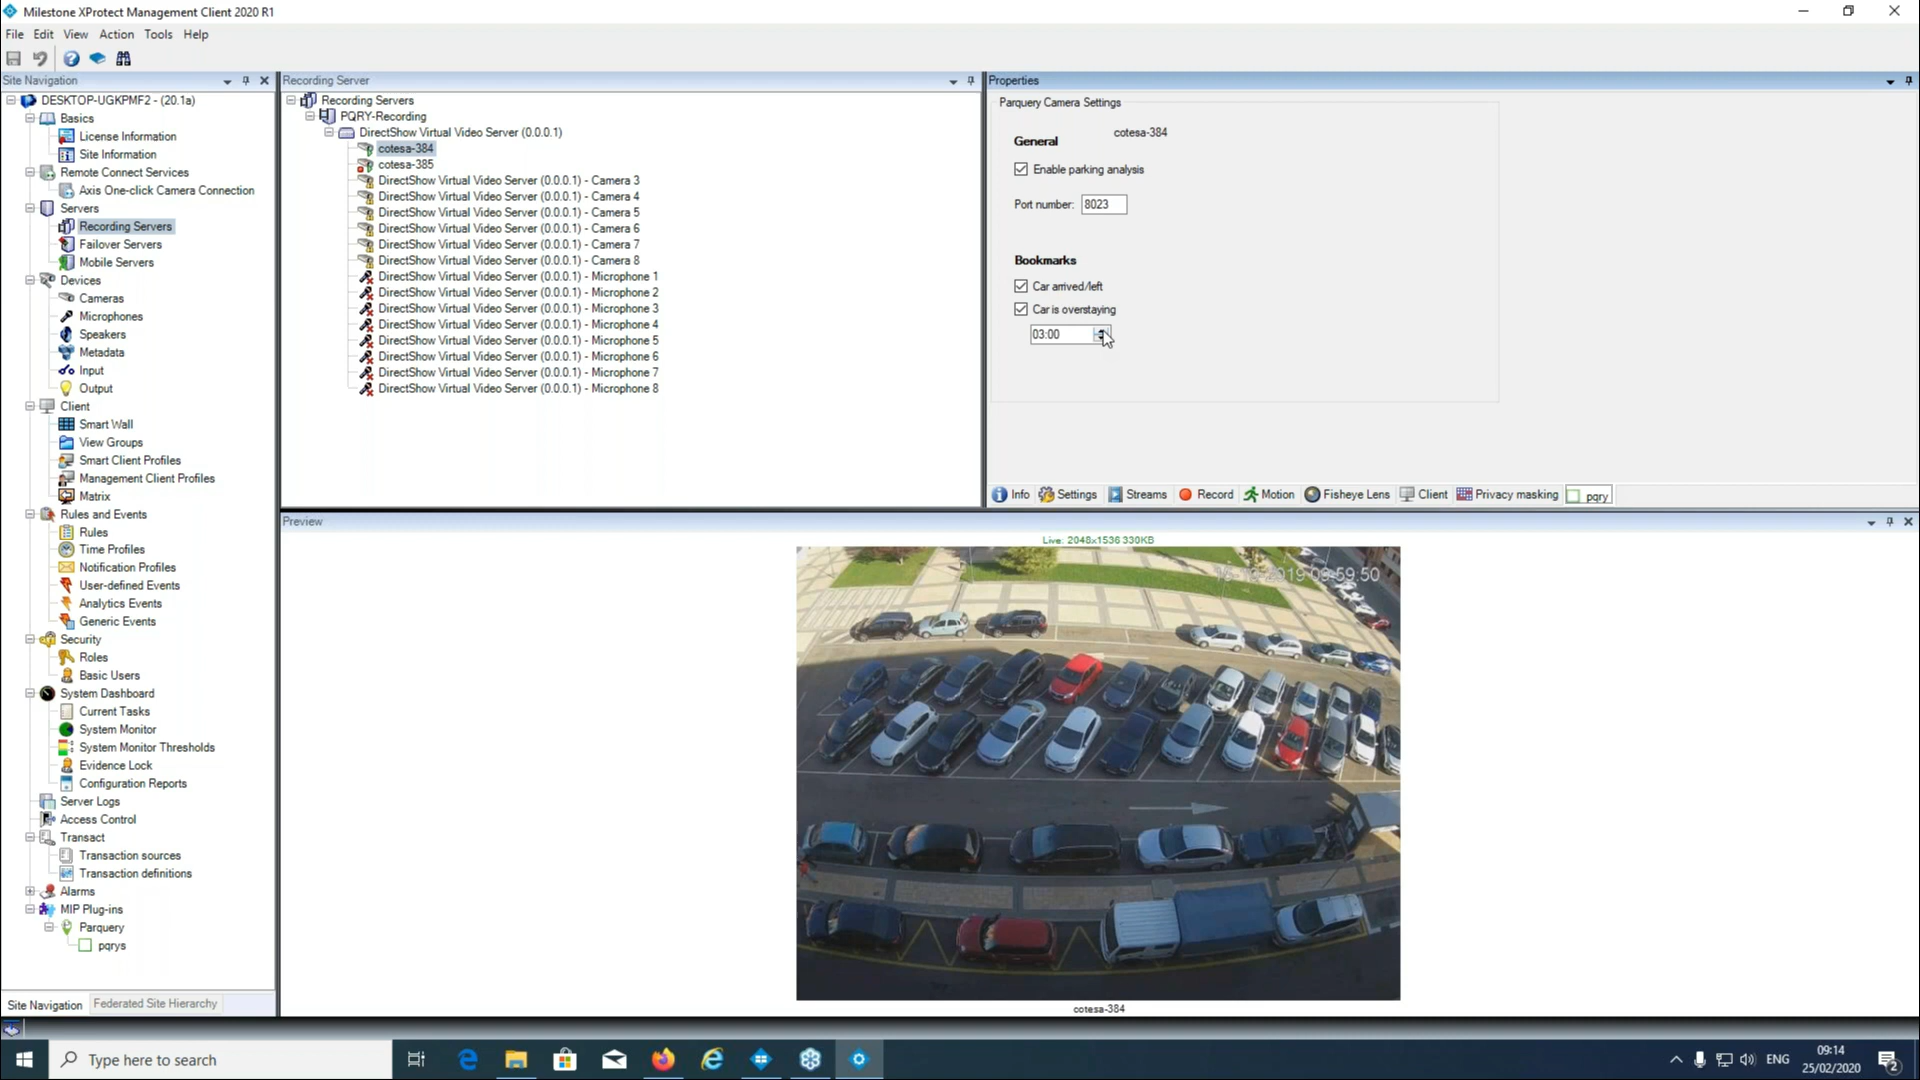 Milestone XProtect Management Client 2020 R1
File Edit View Action Tools Help
Site Navigation
DESKTOP-UGKPMF2 - (20.1a)
Basics
License Information
Site Information
Remote Connect Services
Axis One-click Camera Connection
Servers
Recording Servers
Failover Servers
Mobile Servers
Devices
Cameras
Microphones
Speakers
Metadata
Input
Output
Client
Smart Wall
View Groups
Smart Client Profiles
Management Client Profiles
Matrix
Rules and Events
Rules
Time Profiles
Notification Profiles
User-defined Events
Analytics Events
Generic Events
Security
Roles
Basic Users
System Dashboard
Current Tasks
System Monitor
System Monitor Thresholds
Evidence Lock
Configuration Reports
Server Logs
Access Control
Transact
Transaction sources
Transaction definitions
Alarms
MIP Plug-ins
Parquery
pqrys
Site Navigation Federated Site Hierarchy
Recording Server
Recording Servers
PQRY-Recording
DirectShow Virtual Video Server (0.0.0.1)
cotesa-384
cotesa-385
DirectShow Virtual Video Server (0.0.0.1) - Camera 3
DirectShow Virtual Video Server (0.0.0.1) - Camera 4
DirectShow Virtual Video Server (0.0.0.1) - Camera 5
DirectShow Virtual Video Server (0.0.0.1) - Camera 6
DirectShow Virtual Video Server (0.0.0.1) - Camera 7
DirectShow Virtual Video Server (0.0.0.1) - Camera 8
DirectShow Virtual Video Server (0.0.0.1) - Microphone 1
DirectShow Virtual Video Server (0.0.0.1) - Microphone 2
DirectShow Virtual Video Server (0.0.0.1) - Microphone 3
DirectShow Virtual Video Server (0.0.0.1) - Microphone 4
DirectShow Virtual Video Server (0.0.0.1) - Microphone 5
DirectShow Virtual Video Server (0.0.0.1) - Microphone 6
DirectShow Virtual Video Server (0.0.0.1) - Microphone 7
DirectShow Virtual Video Server (0.0.0.1) - Microphone 8
Properties
Parquery Camera Settings
cotesa-384
General
Enable parking analysis
Port number: 8023
Bookmarks
Car arrived/left
Car is overstaying
03:00
Info Settings Streams Record Motion Fisheye Lens Client Privacy masking pqry
Preview
Live: 2048x1536 330KB
cotesa-384
Type here to search
ENG
09:14
25/02/2020
2